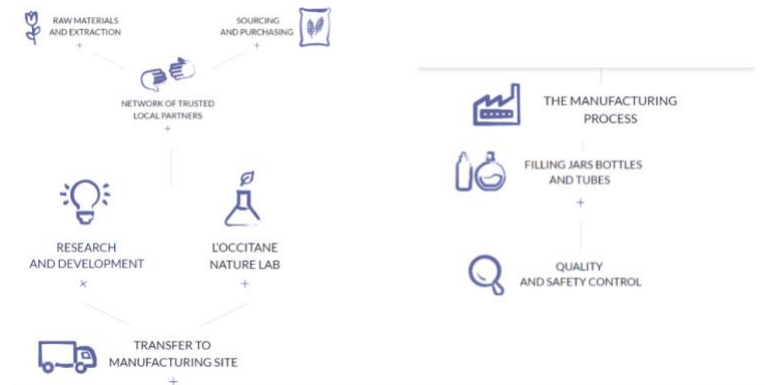 RAW MATERIALS
AND EXTRACTION
+
SOURCING
AND PURCHASING
+
NETWORK OF TRUSTED
LOCAL PARTNERS
+
RESEARCH
AND DEVELOPMENT
×
L'OCCITANE
NATURE LAB
+
TRANSFER TO
MANUFACTURING SITE
+
THE MANUFACTURING
PROCESS
FILLING JARS BOTTLES
AND TUBES
+
QUALITY
AND SAFETY CONTROL